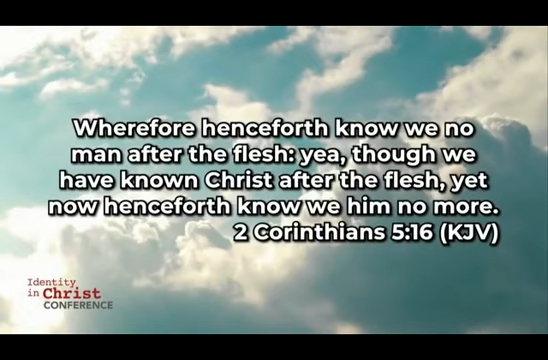 Wherefore henceforth know we no
man after the flesh: yea, though we
have known Christ after the flesh, yet
now henceforth know we him no more.
2 Corinthians 5:16 (KJV)
Identity
in Christ
CONFERENCE